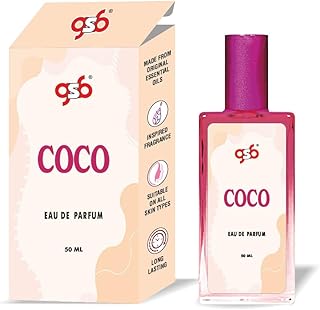 gsb®
COCO
EAU DE PARFUM
50 ML
gsb®
MADE FROM
ORIGINAL
ESSENTIAL
OILS
INSPIRED
FRAGRANCE
SUITABLE
ON ALL
SKIN TYPES
LONG
LASTING
gsb®
COCO
EAU DE PARFUM
50 ML